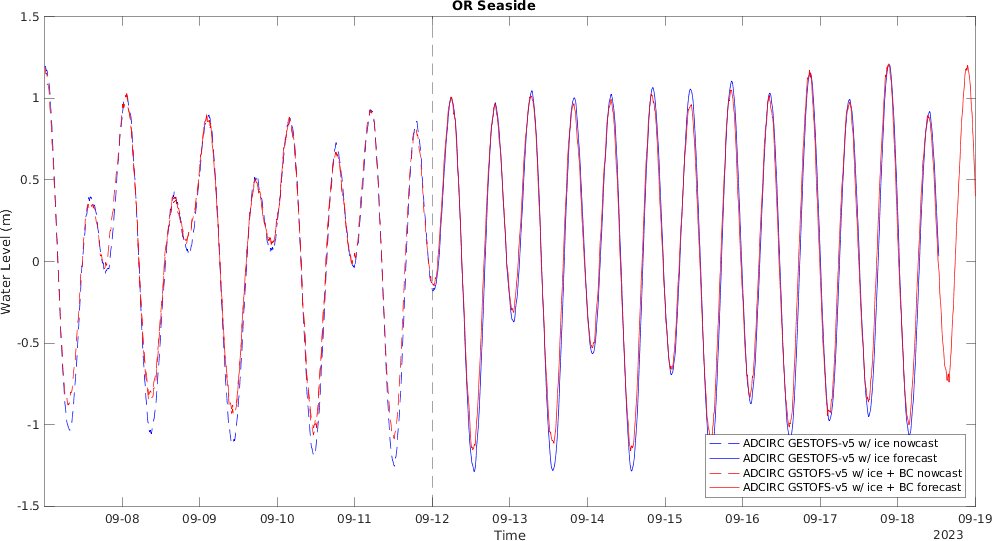 OR Seaside
1.5
1
0.5
0
-0.5
-1
-1.5
Water Level (m)
09-08 09-09 09-10 09-11 09-12 09-13 09-14 09-15 09-16 09-17 09-18 09-19
Time
2023
ADCIRC GESTOFS-v5 w/ ice nowcast
ADCIRC GESTOFS-v5 w/ ice forecast
ADCIRC GSTOFS-v5 w/ ice + BC nowcast
ADCIRC GSTOFS-v5 w/ ice + BC forecast